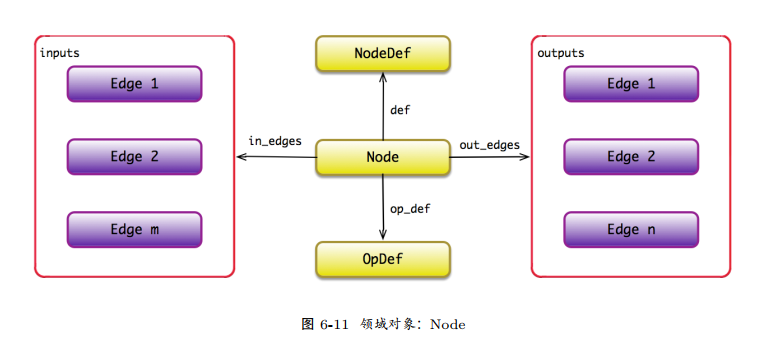 inputs
Edge 1
Edge 2
Edge m
NodeDef
def
in_edges
Node
out_edges
op_def
OpDef
outputs
Edge 1
Edge 2
Edge n
图 6-11 领域对象：Node